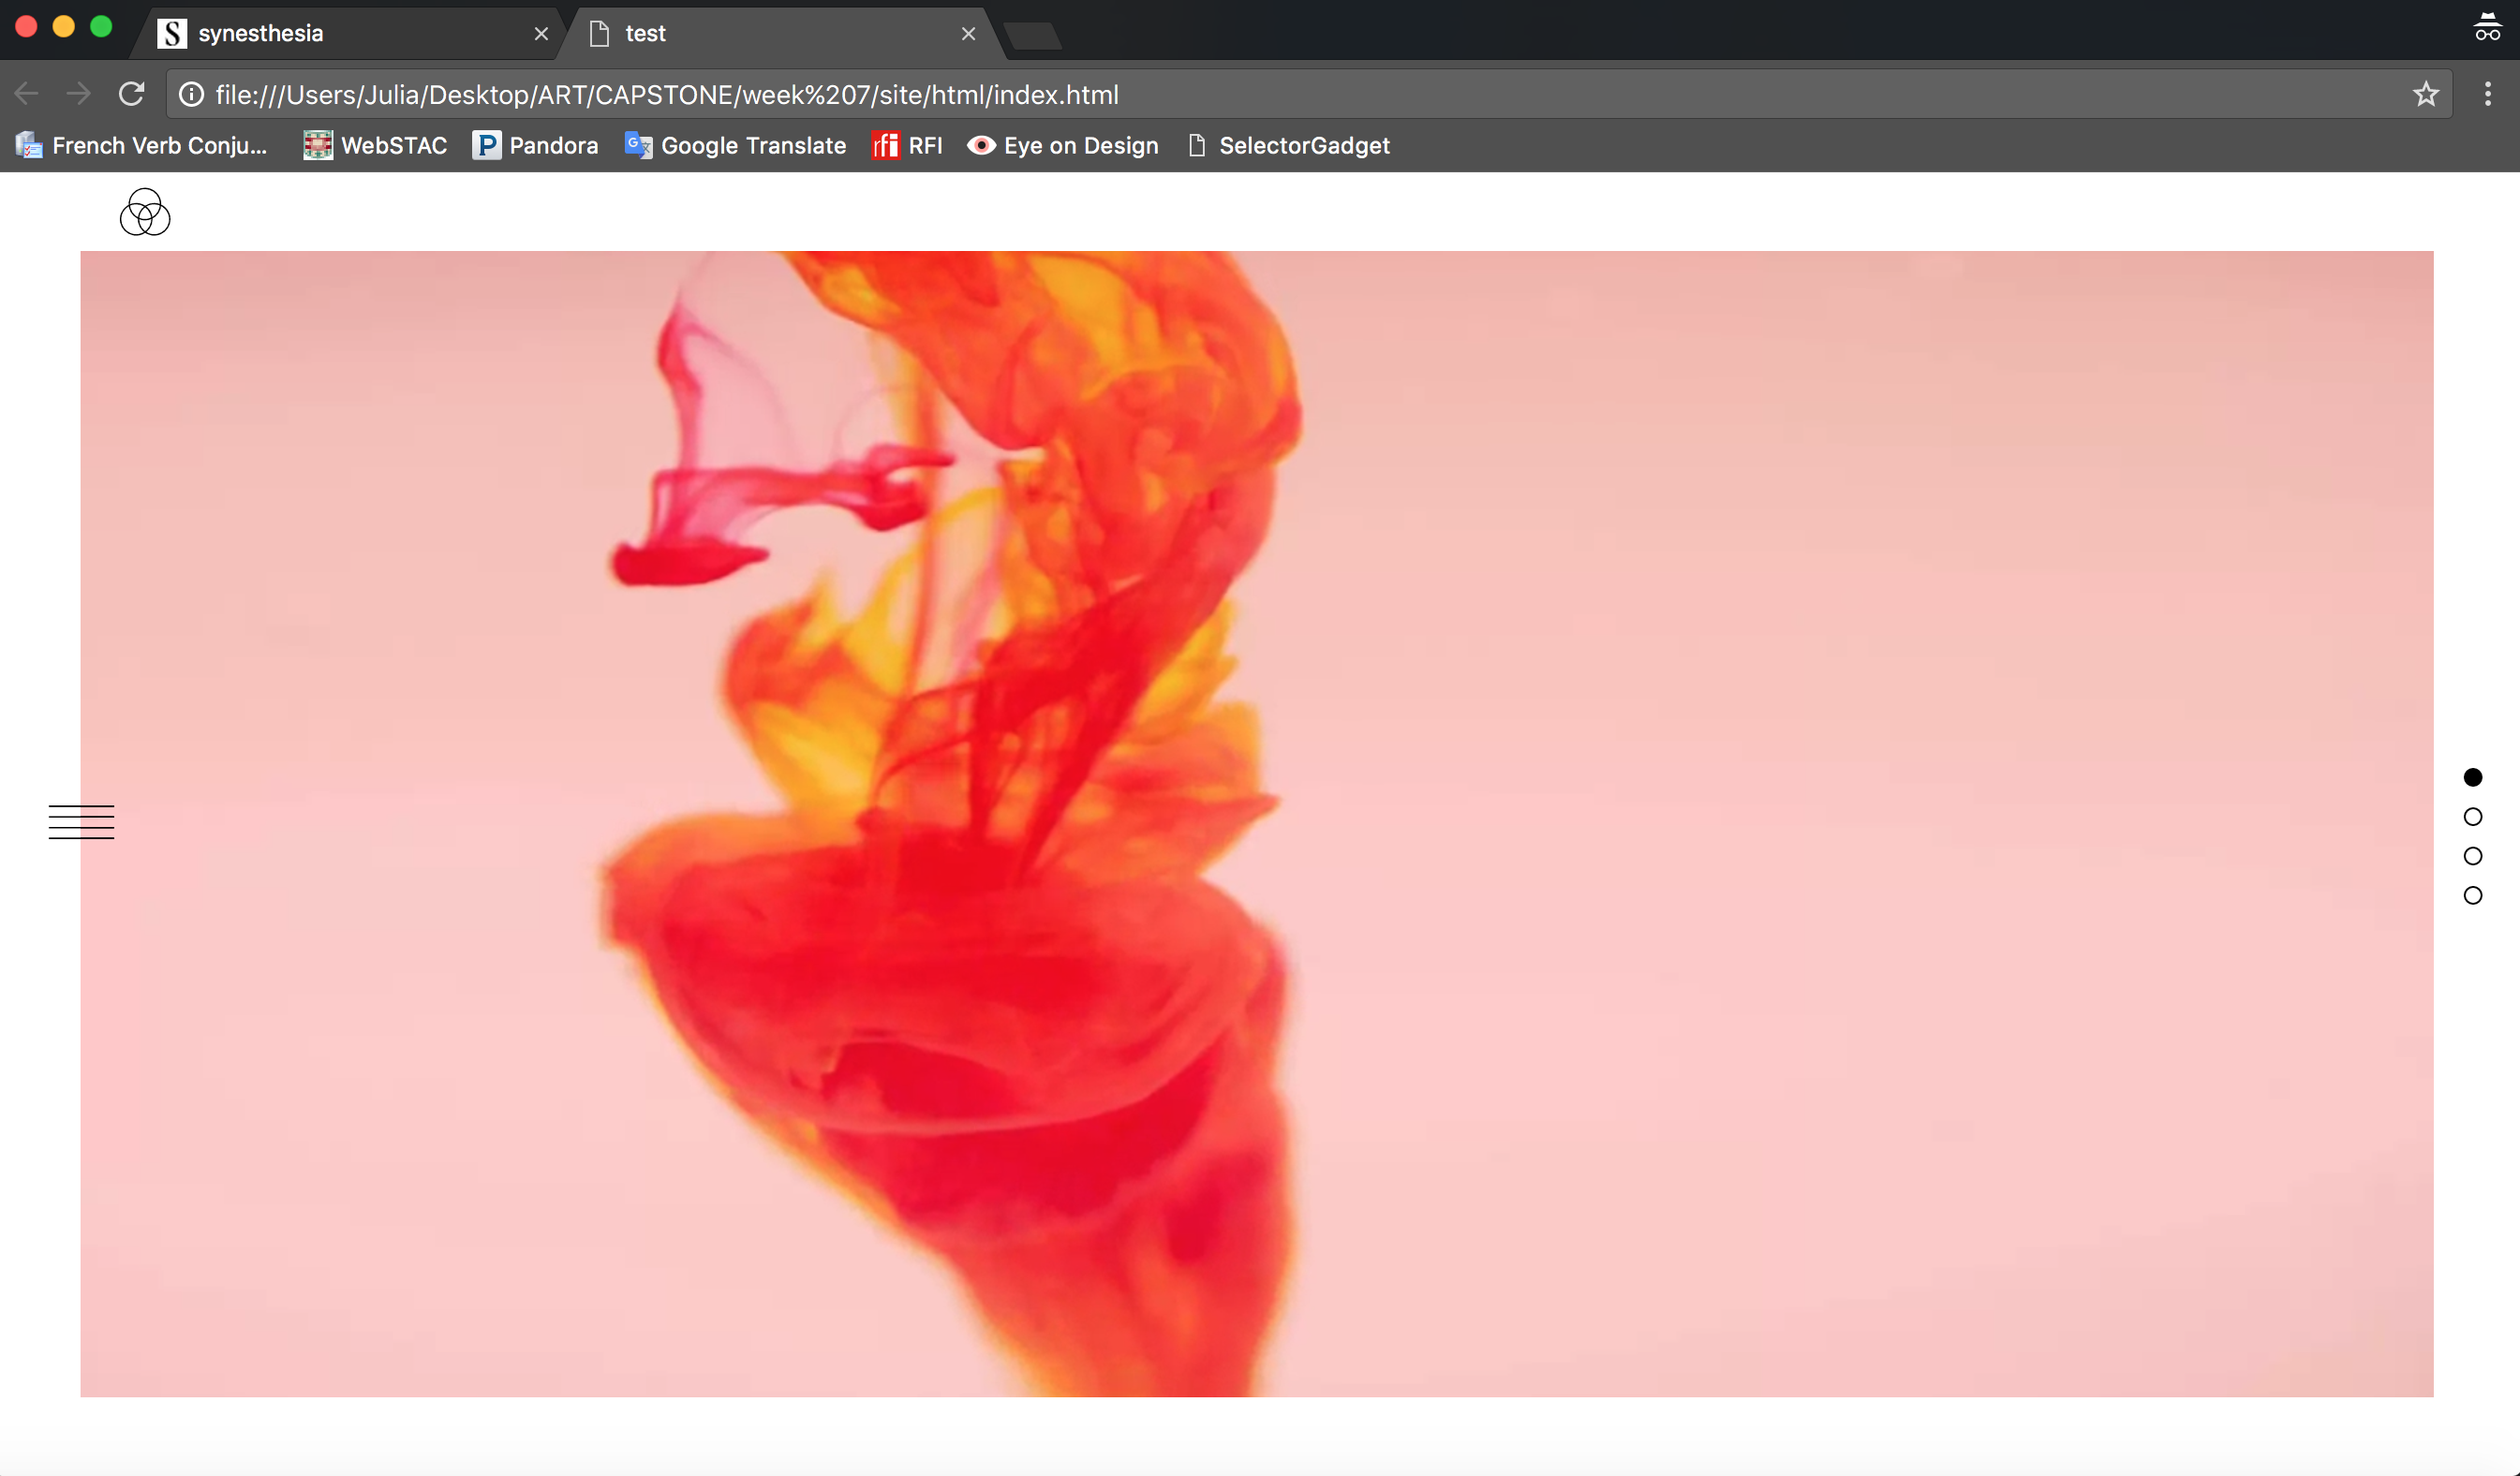 S synesthesia test
file:///Users/Julia/Desktop/ART/CAPSTONE/week%207/site/html/index.html
French Verb Conju... WebSTAC P Pandora Google Translate rfi RFI Eye on Design SelectorGadget